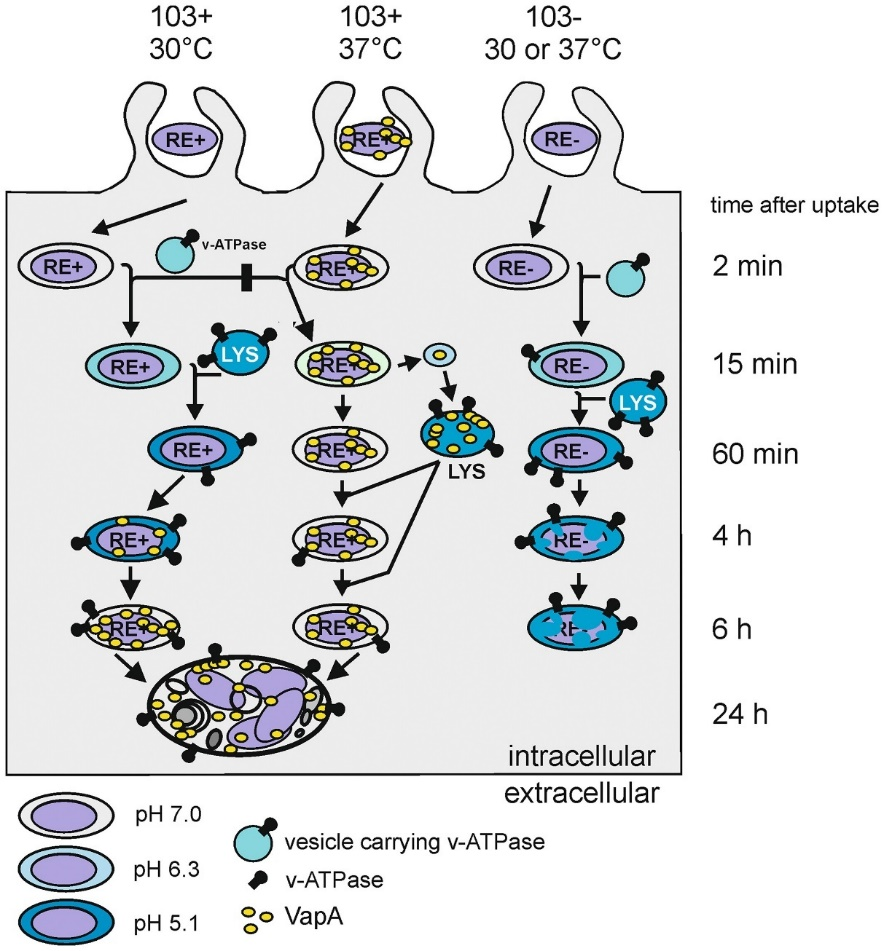 103+
30°C
103+
37°C
103-
30 or 37°C
RE+
RE+
RE-
time after uptake
v-ATPase
RE+
RE+
RE-
2 min
RE+
LYS
RE+
RE-
LYS
15 min
RE+
RE+
LYS
RE-
60 min
RE+
RE+
RE-
4 h
RE+
RE+
RE-
6 h
24 h
intracellular
extracellular
pH 7.0
pH 6.3
pH 5.1
vesicle carrying v-ATPase
v-ATPase
VapA